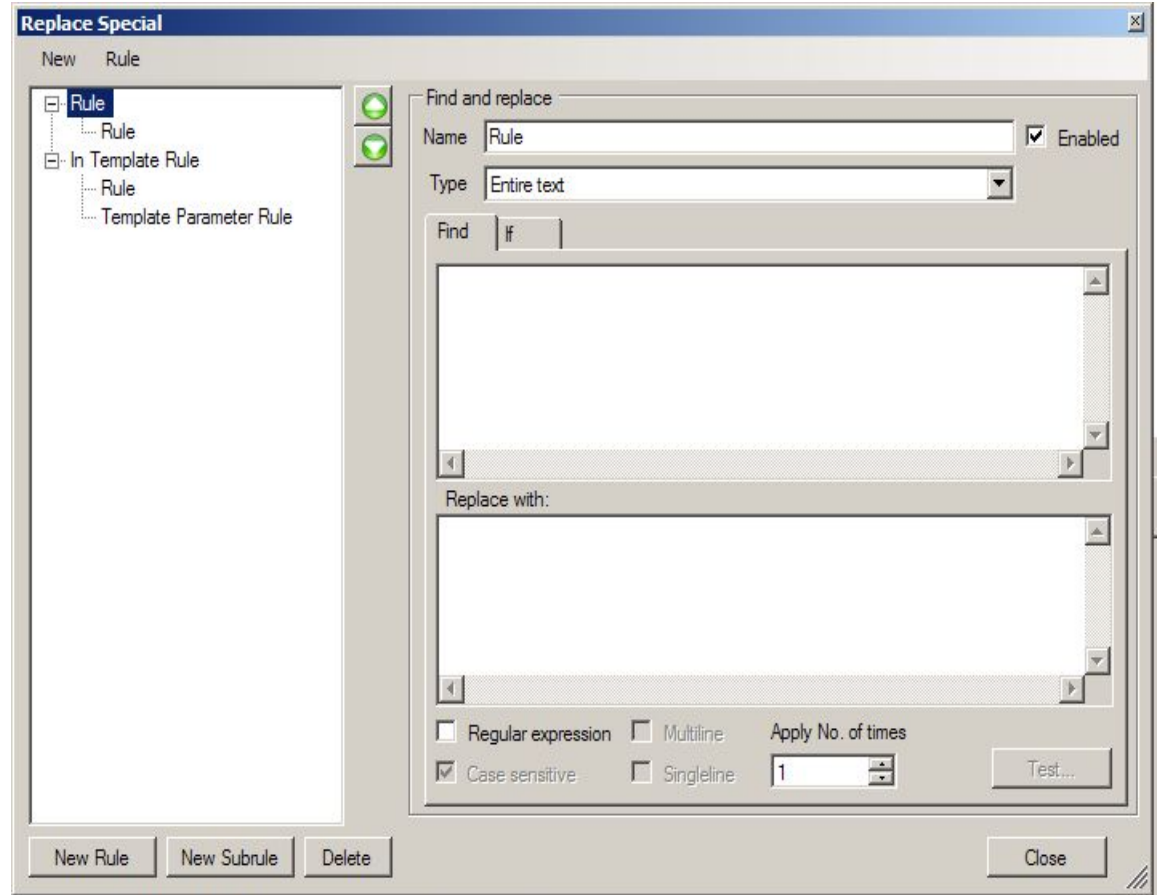 Replace Special
New Rule
Rule
Rule
In Template Rule
Rule
Template Parameter Rule
Find and replace
Name Rule Enabled
Type Entire text
Find If
Replace with:
Regular expression Multiline Apply No. of times
Case sensitive Singleline 1 Test...
New Rule New Subrule Delete Close